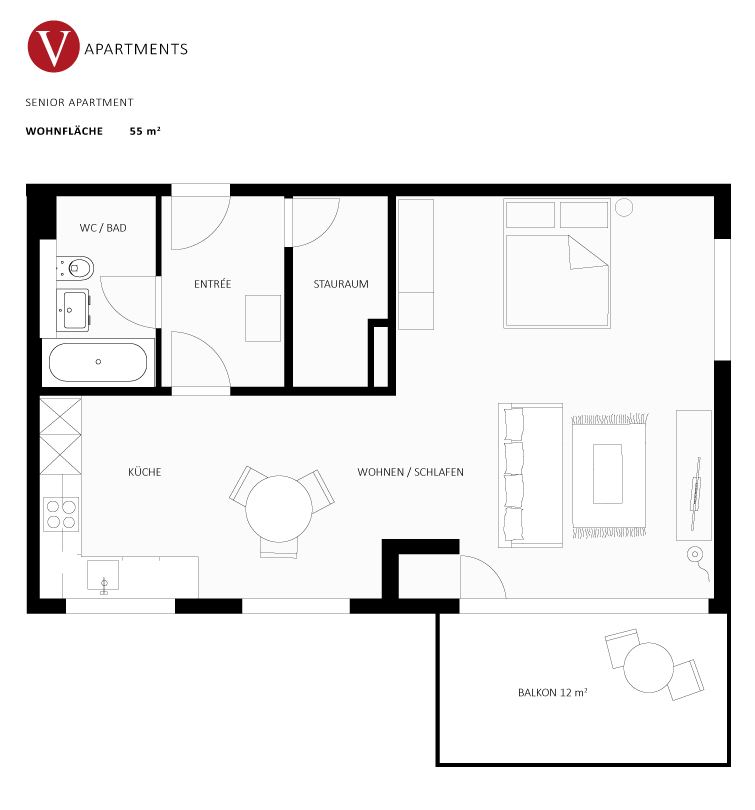 V APARTMENTS
SENIOR APARTMENT
WOHNFLÄCHE 55 m²
WC / BAD
ENTRÉE
STAURAUM
KÜCHE
WOHNEN / SCHLAFEN
BALKON 12 m²